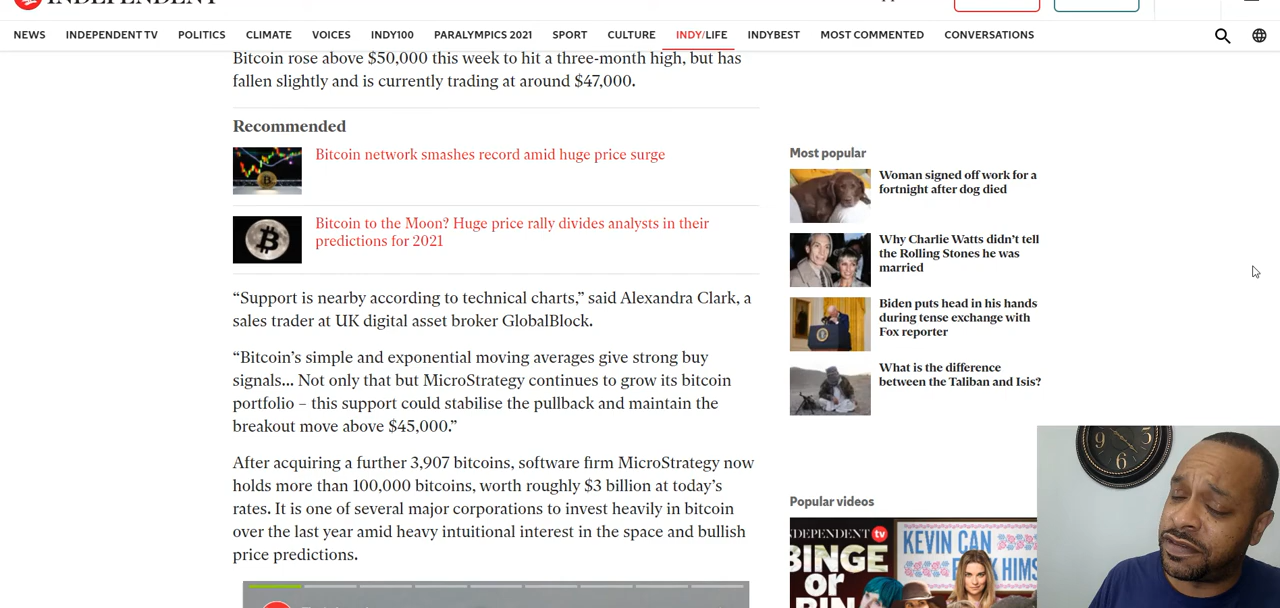 INDEPENDENT
NEWS INDEPENDENT TV POLITICS CLIMATE VOICES INDY100 PARALYMPICS 2021 SPORT CULTURE INDY/LIFE INDYBEST MOST COMMENTED CONVERSATIONS
Bitcoin rose above $50,000 this week to hit a three-month high, but has
fallen slightly and is currently trading at around $47,000.
Recommended
Bitcoin network smashes record amid huge price surge
Bitcoin to the Moon? Huge price rally divides analysts in their
predictions for 2021
“Support is nearby according to technical charts,” said Alexandra Clark, a
sales trader at UK digital asset broker GlobalBlock.
“Bitcoin’s simple and exponential moving averages give strong buy
signals... Not only that but MicroStrategy continues to grow its bitcoin
portfolio – this support could stabilise the pullback and maintain the
breakout move above $45,000.”
After acquiring a further 3,907 bitcoins, software firm MicroStrategy now
holds more than 100,000 bitcoins, worth roughly $3 billion at today’s
rates. It is one of several major corporations to invest heavily in bitcoin
over the last year amid heavy intuitional interest in the space and bullish
price predictions.
Most popular
Woman signed off work for a
fortnight after dog died
Why Charlie Watts didn’t tell
the Rolling Stones he was
married
Biden puts head in his hands
during tense exchange with
Fox reporter
What is the difference
between the Taliban and Isis?
9 5
6
Popular videos
INDEPENDENT tv
BINGE
or
KEVIN CAN
HIMS